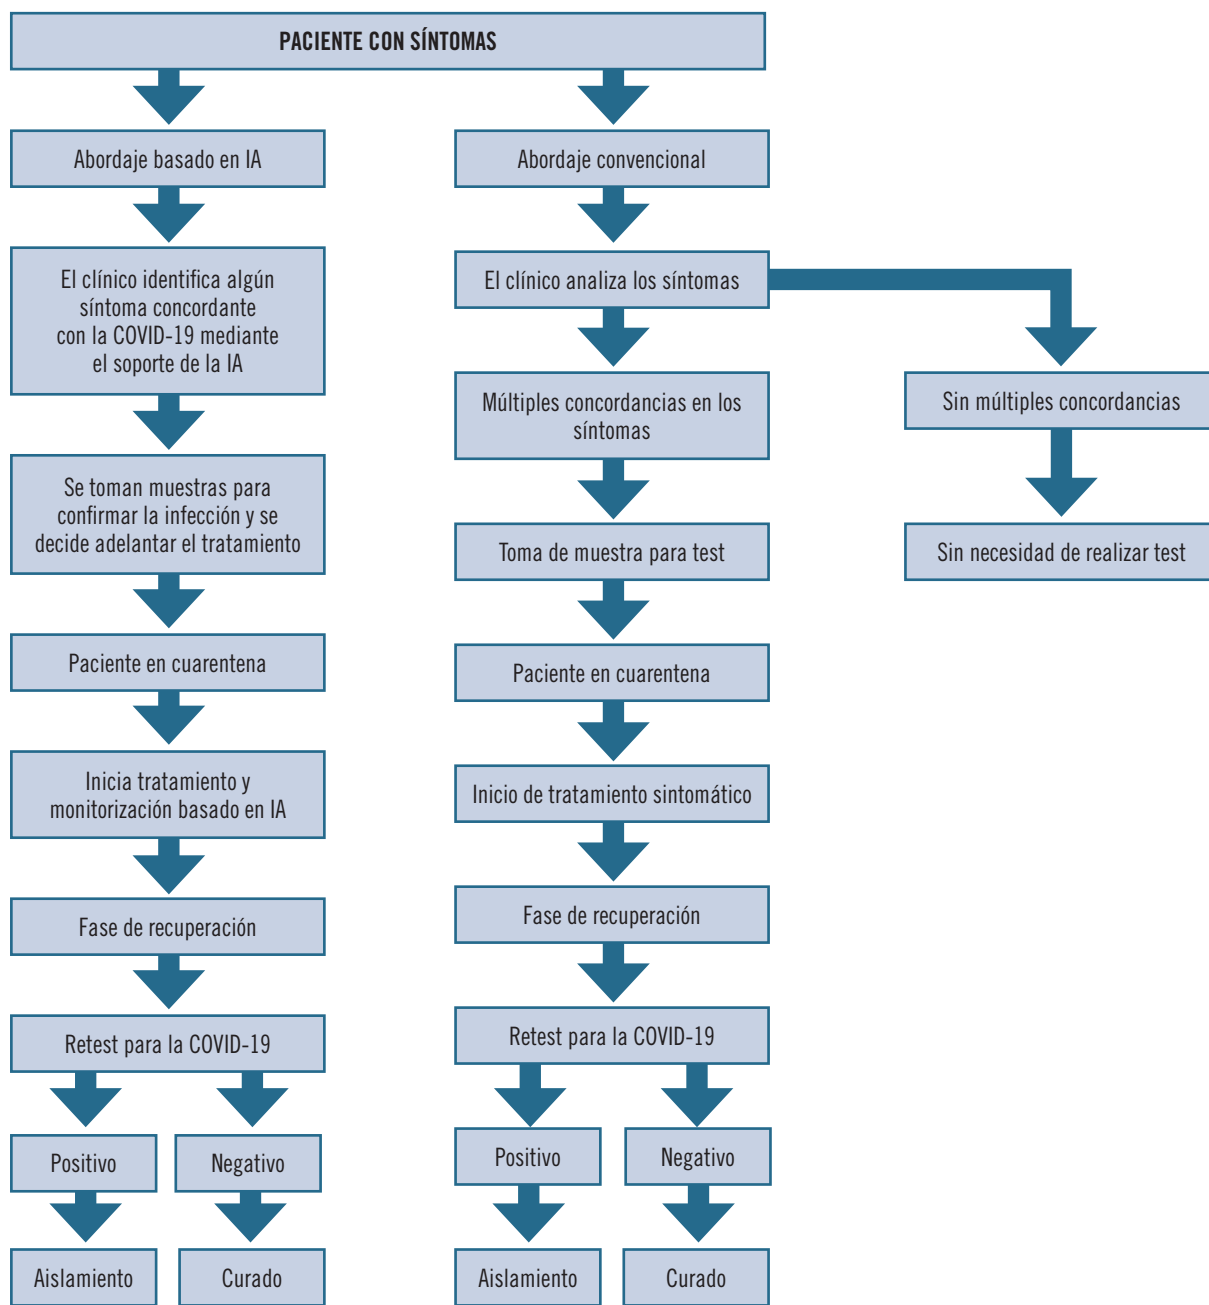 PACIENTE CON SÍNTOMAS
Abordaje basado en IA
El clínico identifica algún
síntoma concordante
con la COVID-19 mediante
el soporte de la IA
Se toman muestras para
confirmar la infección y se
decide adelantar el tratamiento
Paciente en cuarentena
Inicia tratamiento y
monitorización basado en IA
Fase de recuperación
Retest para la COVID-19
Positivo
Negativo
Aislamiento
Curado
Abordaje convencional
El clínico analiza los síntomas
Múltiples concordancias en los
síntomas
Toma de muestra para test
Paciente en cuarentena
Inicio de tratamiento sintomático
Fase de recuperación
Retest para la COVID-19
Positivo
Negativo
Aislamiento
Curado
Sin múltiples concordancias
Sin necesidad de realizar test